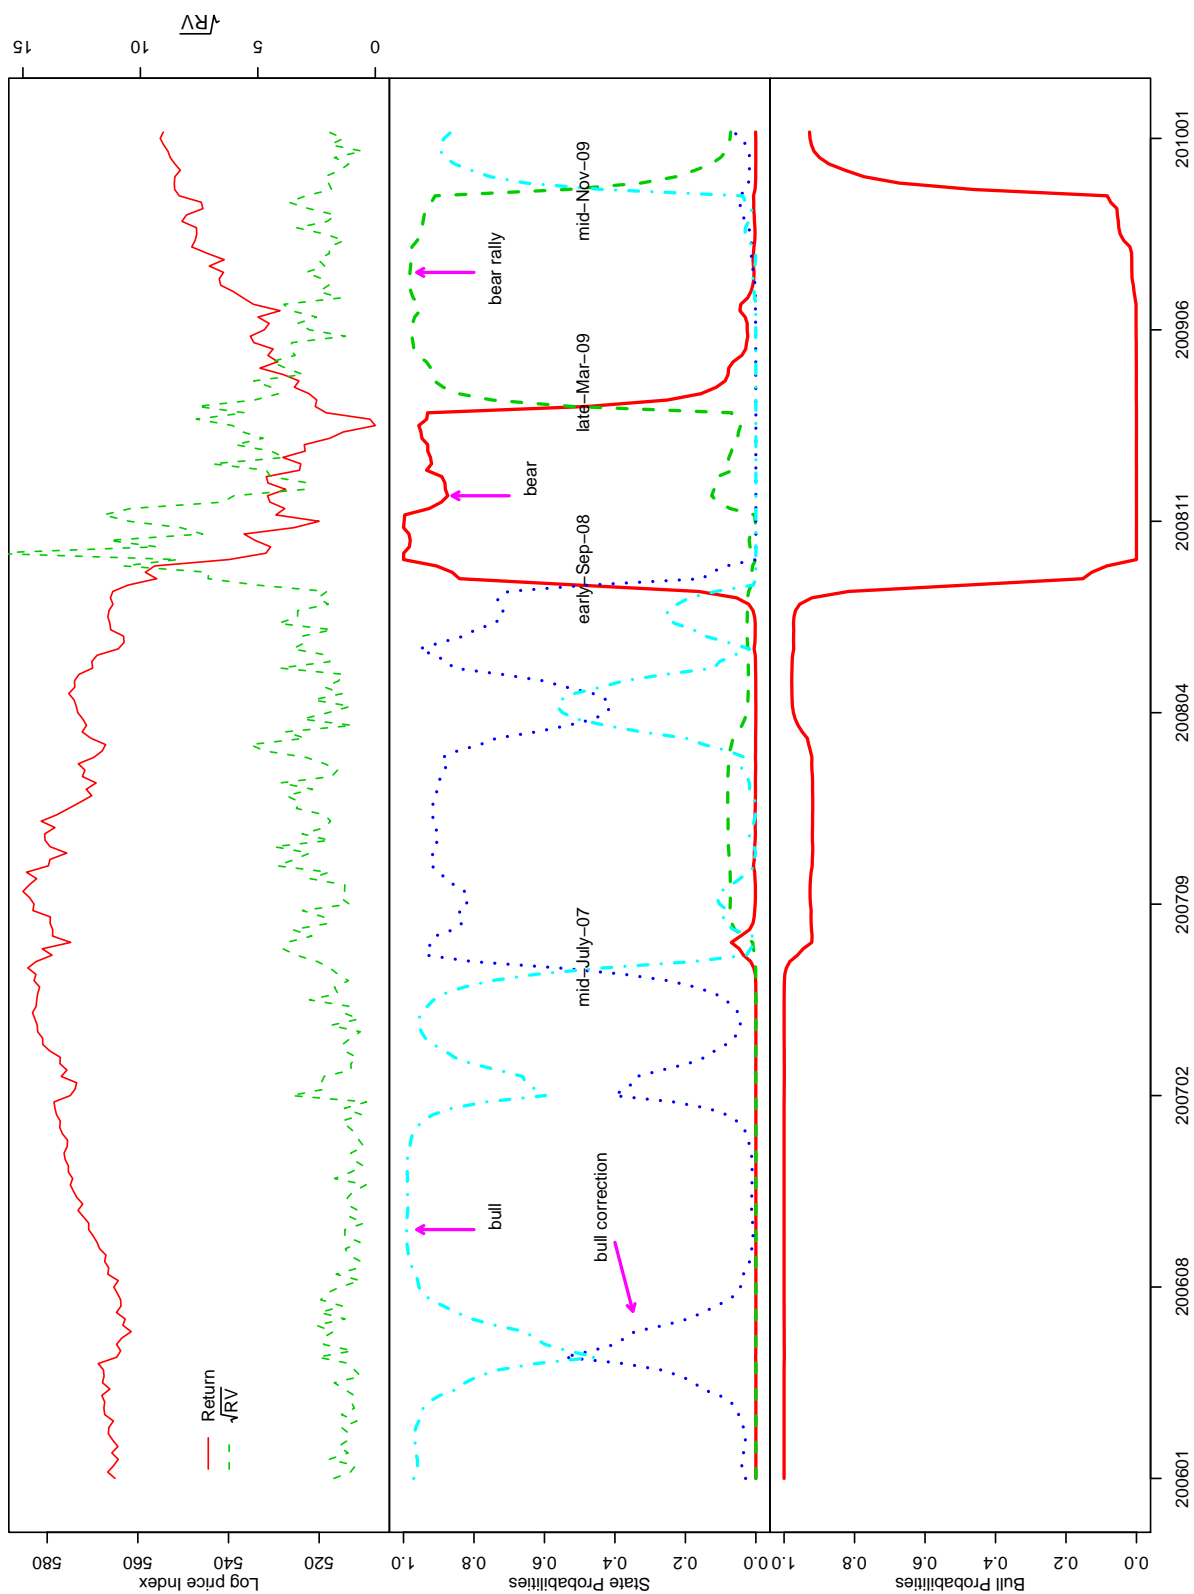 Log price Index
580
560
540
520
Return
√RV
15
10
5
0
√RV
State Probabilities
1.0
0.8
0.6
0.4
0.2
0.0
bull
bull correction
mid−July−07
early−Sep−08
bear
late−Mar−09
bear rally
mid−Nov−09
Bull Probabilities
1.0
0.8
0.6
0.4
0.2
0.0
200601
200608
200702
200709
200804
200811
200906
201001